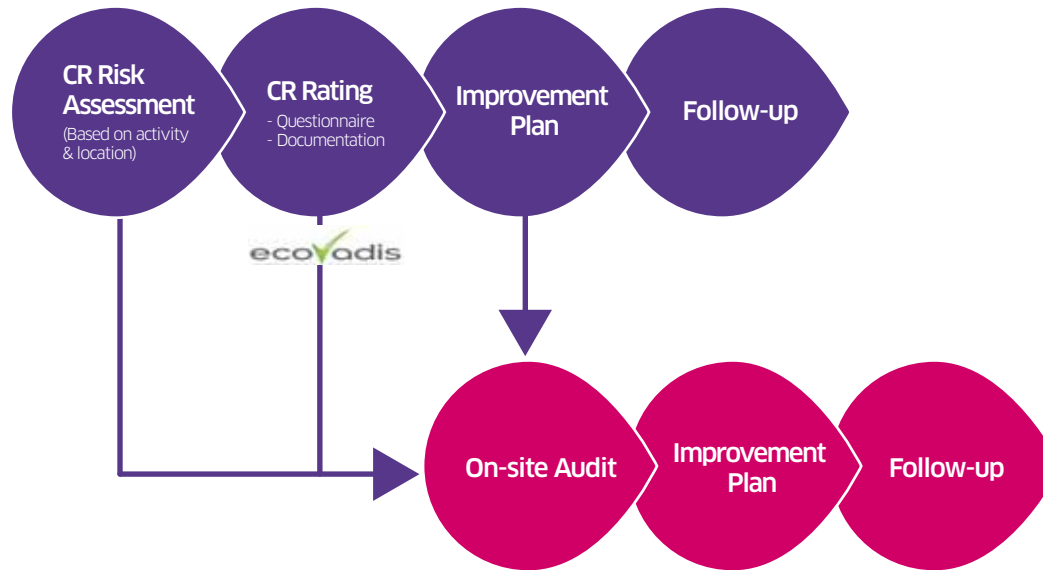 CR Risk
Assessment
(Based on activity
& location)
CR Rating
- Questionnaire
- Documentation
Improvement
Plan
Follow-up
ecovadis
On-site Audit
Improvement
Plan
Follow-up